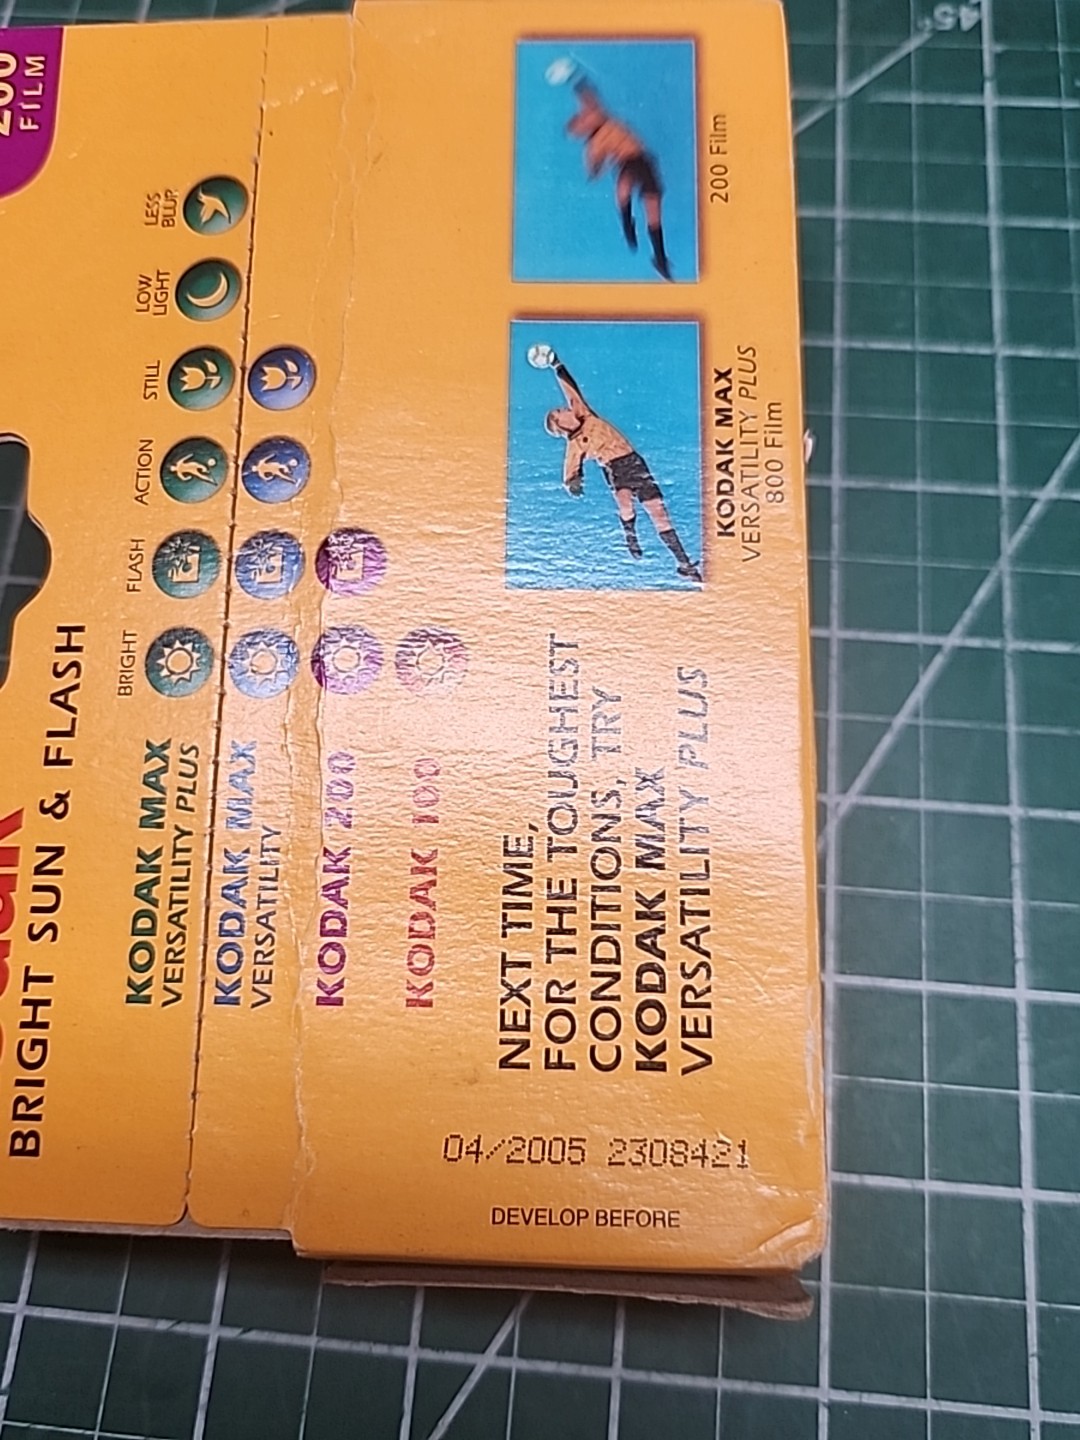 200
FILM
BRIGHT SUN & FLASH
BRIGHT
FLASH
ACTION
STILL
LOW
LIGHT
LESS
BLUR
KODAK MAX
VERSATILITY PLUS
KODAK MAX
VERSATILITY
KODAK 200
KODAK 100
NEXT TIME,
FOR THE TOUGHEST
CONDITIONS, TRY
KODAK MAX
VERSATILITY PLUS
KODAK MAX
VERSATILITY PLUS
800 Film
200 Film
04/2005 2308421
DEVELOP BEFORE
45°